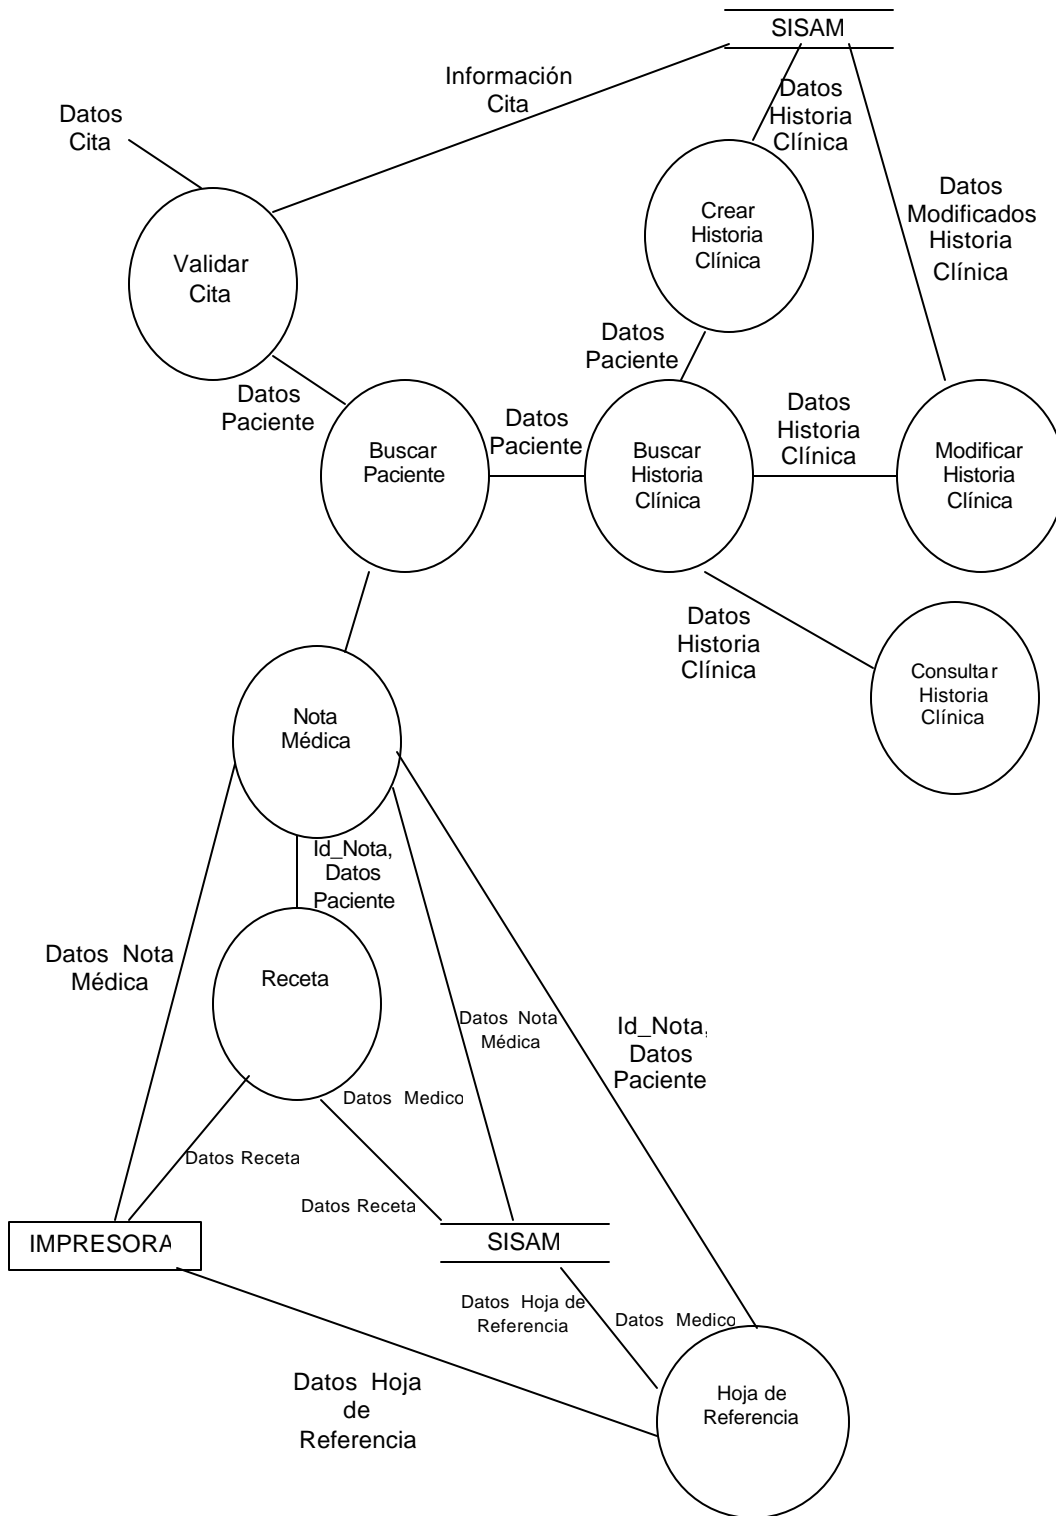 SISAM
Información
Cita
Datos
Cita
Datos
Historia
Clínica
Datos
Modificados
Historia
Clínica
Crear
Historia
Clínica
Validar
Cita
Datos
Paciente
Datos
Paciente
Datos
Paciente
Datos
Historia
Clínica
Buscar
Paciente
Buscar
Historia
Clínica
Modificar
Historia
Clínica
Datos
Historia
Clínica
Consultar
Historia
Clínica
Nota
Médica
Id_Nota,
Datos
Paciente
Datos Nota
Médica
Receta
Datos Nota
Médica
Id_Nota,
Datos
Paciente
Datos Medico
Datos Receta
Datos Receta
IMPRESORA
SISAM
Datos Hoja de
Referencia
Datos Medico
Datos Hoja
de
Referencia
Hoja de
Referencia